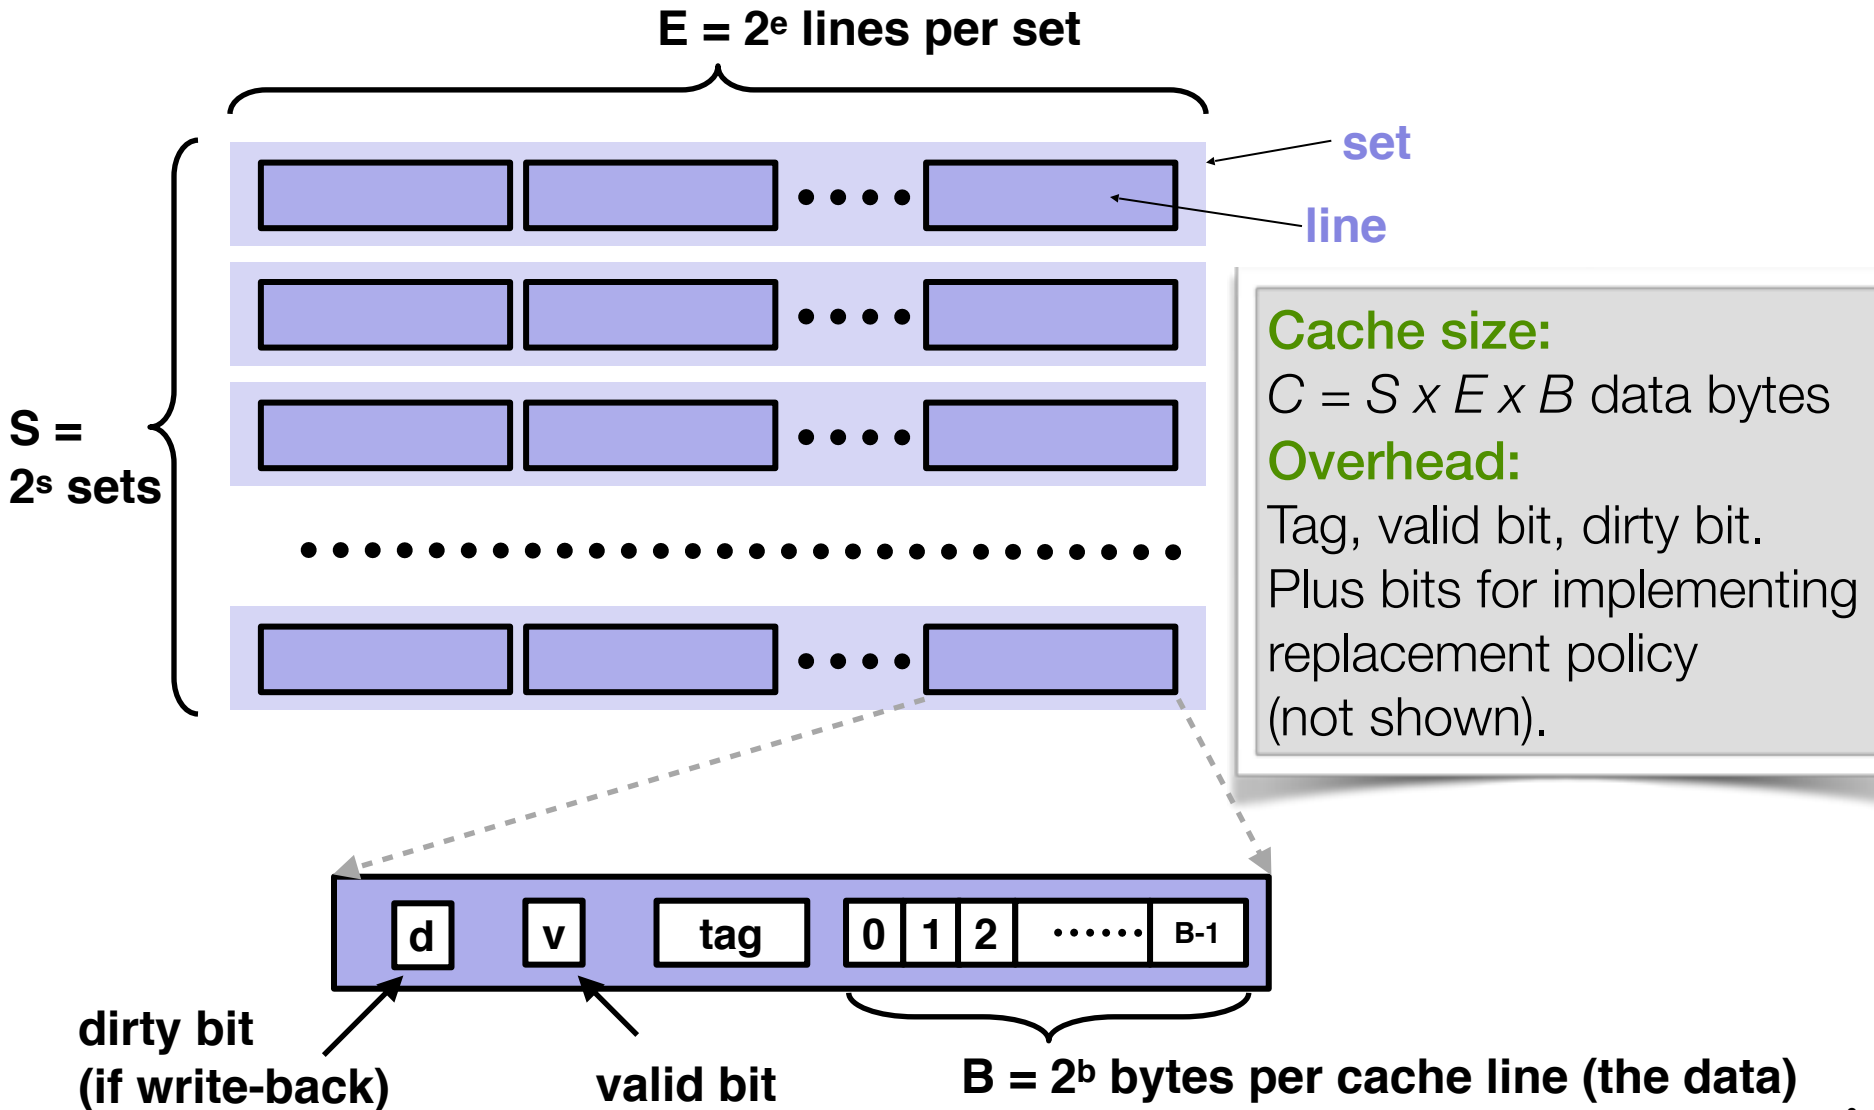 E = 2ᵉ lines per set
set
line
S =
2ˢ sets
Cache size:
C = S x E x B data bytes
Overhead:
Tag, valid bit, dirty bit.
Plus bits for implementing
replacement policy
(not shown).
d v tag 0 1 2 ...... B-1
dirty bit
(if write-back)
valid bit
B = 2ᵇ bytes per cache line (the data)